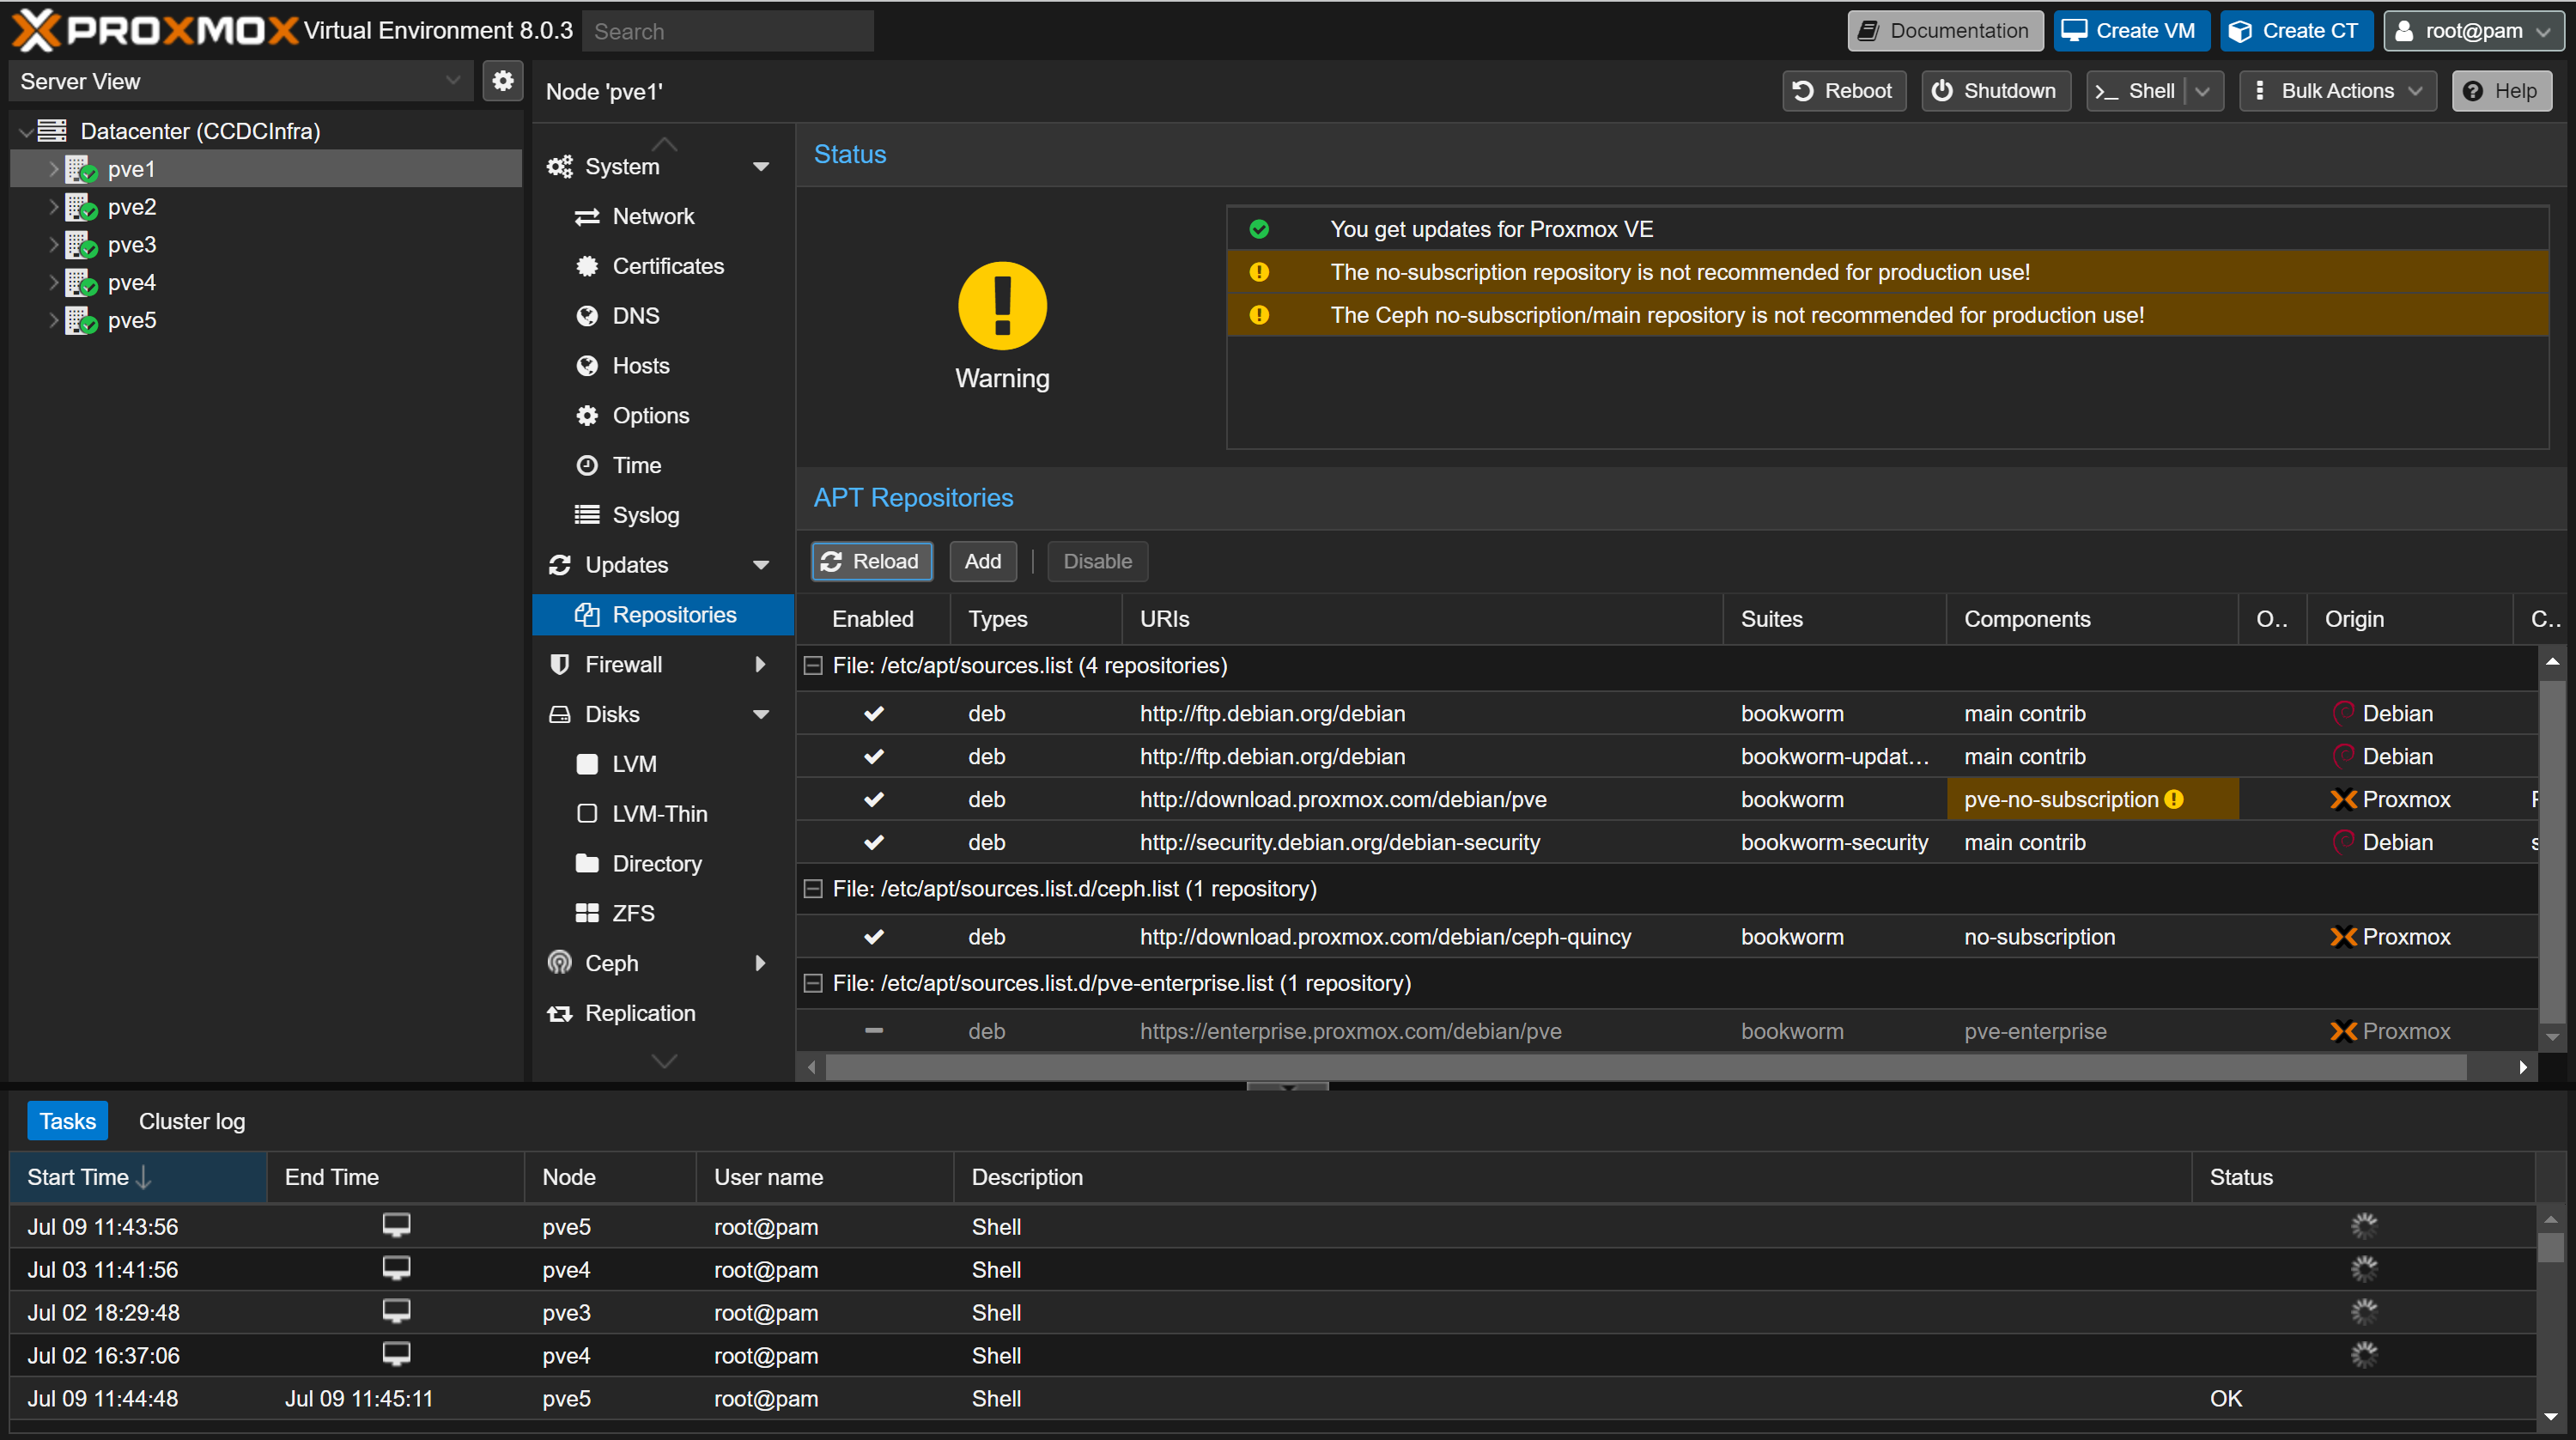 PROXMOX Virtual Environment 8.0.3 Search Documentation Create VM Create CT root@pam
Server View
Datacenter (CCDCInfra)
pve1
pve2
pve3
pve4
pve5
Node 'pve1' Reboot Shutdown >_ Shell Bulk Actions Help
System
Network
Certificates
DNS
Hosts
Options
Time
Syslog
Updates
Repositories
Firewall
Disks
LVM
LVM-Thin
Directory
ZFS
Ceph
Replication
Status
Warning
You get updates for Proxmox VE
The no-subscription repository is not recommended for production use!
The Ceph no-subscription/main repository is not recommended for production use!
APT Repositories
Reload Add Disable
Enabled Types URIs Suites Components O.. Origin C..
File: /etc/apt/sources.list (4 repositories)
deb http://ftp.debian.org/debian bookworm main contrib Debian
deb http://ftp.debian.org/debian bookworm-updat... main contrib Debian
deb http://download.proxmox.com/debian/pve bookworm pve-no-subscription Proxmox
deb http://security.debian.org/debian-security bookworm-security main contrib Debian
File: /etc/apt/sources.list.d/ceph.list (1 repository)
deb http://download.proxmox.com/debian/ceph-quincy bookworm no-subscription Proxmox
File: /etc/apt/sources.list.d/pve-enterprise.list (1 repository)
deb https://enterprise.proxmox.com/debian/pve bookworm pve-enterprise Proxmox
Tasks Cluster log
Start Time End Time Node User name Description Status
Jul 09 11:43:56 pve5 root@pam Shell
Jul 03 11:41:56 pve4 root@pam Shell
Jul 02 18:29:48 pve3 root@pam Shell
Jul 02 16:37:06 pve4 root@pam Shell
Jul 09 11:44:48 Jul 09 11:45:11 pve5 root@pam Shell OK